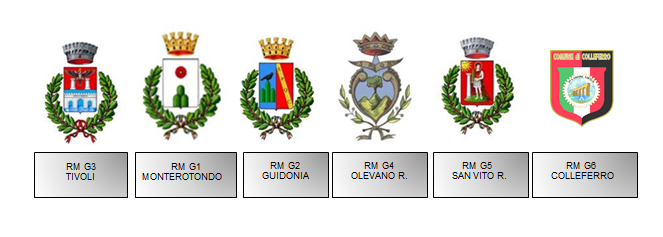 COMUNE di COLLEFERRO
RM G3
TIVOLI
RM G1
MONTEROTONDO
RM G2
GUIDONIA
RM G4
OLEVANO R.
RM G5
SAN VITO R.
RM G6
COLLEFERRO